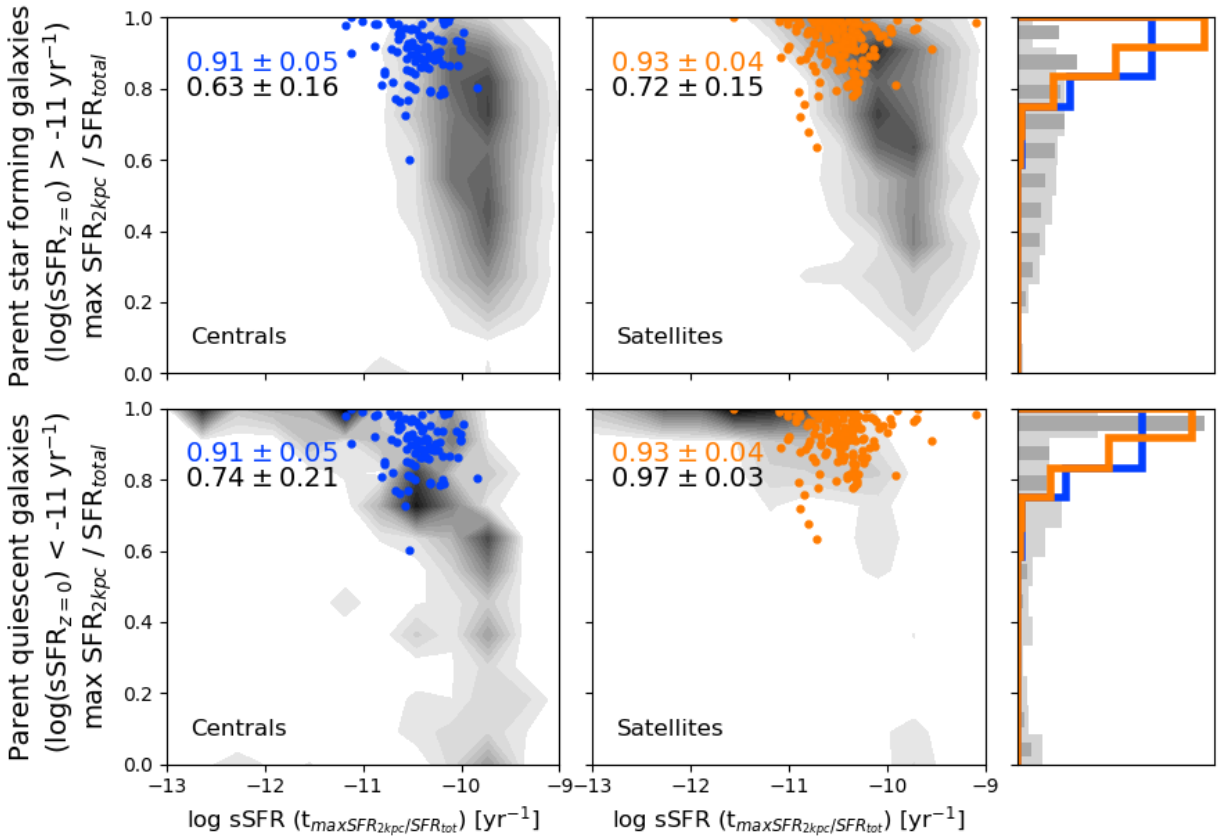 Parent star forming galaxies
(log(sSFR_{z=0}) > -11 yr⁻¹)
max SFR_{2kpc} / SFR_{total}
1.0
0.8
0.6
0.4
0.2
0.0
0.91 ± 0.05
0.63 ± 0.16
Centrals
0.93 ± 0.04
0.72 ± 0.15
Satellites
Parent quiescent galaxies
(log(sSFR_{z=0}) < -11 yr⁻¹)
max SFR_{2kpc} / SFR_{total}
1.0
0.8
0.6
0.4
0.2
0.0
0.91 ± 0.05
0.74 ± 0.21
Centrals
0.93 ± 0.04
0.97 ± 0.03
Satellites
−13 −12 −11 −10 −9
−13 −12 −11 −10 −9
log sSFR (t_{maxSFR_{2kpc}/SFR_{tot}}) [yr⁻¹]
log sSFR (t_{maxSFR_{2kpc}/SFR_{tot}}) [yr⁻¹]